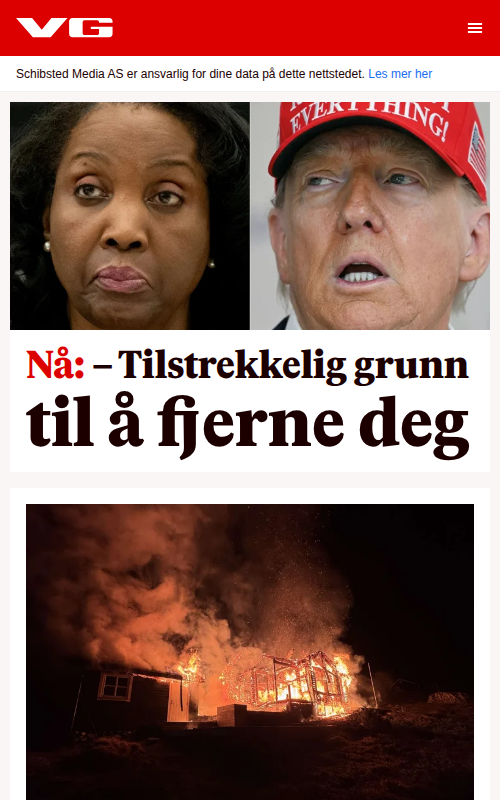 VG
Schibsted Media AS er ansvarlig for dine data på dette nettstedet. Les mer her
EVERYTHING!
Nå: – Tilstrekkelig grunn
til å fjerne deg